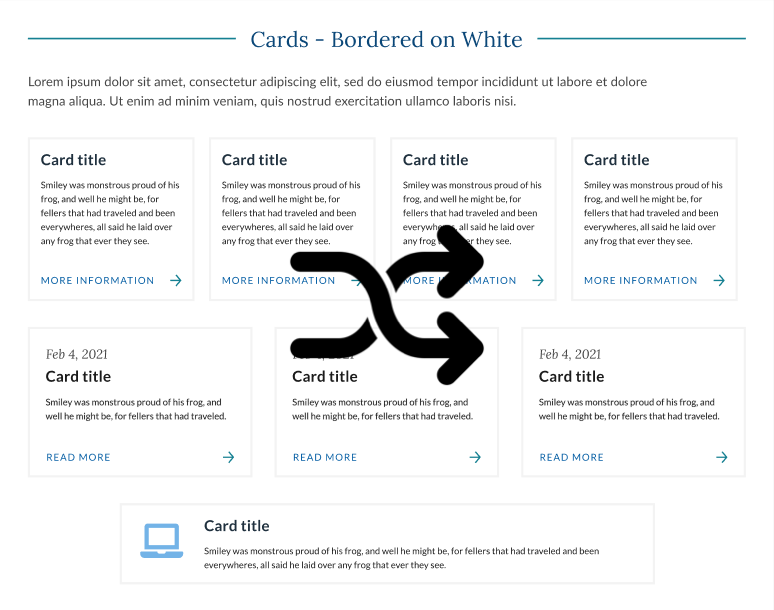 Cards - Bordered on White
Lorem ipsum dolor sit amet, consectetur adipiscing elit, sed do eiusmod tempor incididunt ut labore et dolore
magna aliqua. Ut enim ad minim veniam, quis nostrud exercitation ullamco laboris nisi.
Card title
Smiley was monstrous proud of his
frog, and well he might be, for
fellers that had traveled and been
everywheres, all said he laid over
any frog that ever they see.
MORE INFORMATION
Card title
Smiley was monstrous proud of his
frog, and well he might be, for
fellers that had traveled and been
everywheres, all said he laid over
any frog that ever they see.
MORE INFORMATION
Card title
Smiley was monstrous proud of his
frog, and well he might be, for
fellers that had traveled and been
everywheres, all said he laid over
any frog they see.
MORE
Card title
Smiley was monstrous proud of his
frog, and well he might be, for
fellers that had traveled and been
everywheres, all said he laid over
any frog that ever they see.
MORE INFORMATION
Feb 4, 2021
Card title
Smiley was monstrous proud of his frog, and
well he might be, for fellers that had traveled.
READ MORE
Card title
Smiley was monstrous proud of his frog, and
well he might be, for fellers that had traveled.
READ MORE
Feb 4, 2021
Card title
Smiley was monstrous proud of his frog, and
well he might be, for fellers that had traveled.
READ MORE
Card title
Smiley was monstrous proud of his frog, and well he might be, for fellers that had traveled and been
everywheres, all said he laid over any frog that ever they see.